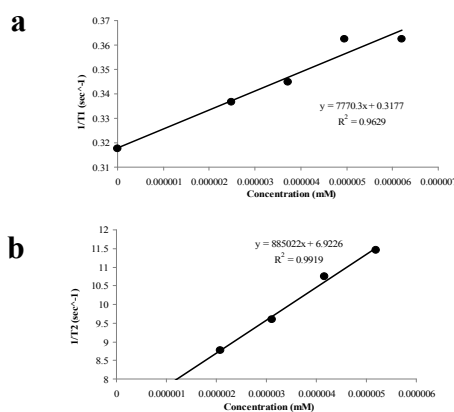 a
0.37
0.36
0.35
0.34
0.33
0.32
0.31
1/T1 (sec^-1)
y = 7770.3x + 0.3177
R² = 0.9629
0 0.000001 0.000002 0.000003 0.000004 0.000005 0.000006 0.000007
Concentration (mM)
b
11.5
11
10.5
10
9.5
9
8.5
8
1/T2 (sec^-1)
y = 885022x + 6.9226
R² = 0.9919
0 0.000001 0.000002 0.000003 0.000004 0.000005 0.000006
Concentration (mM)